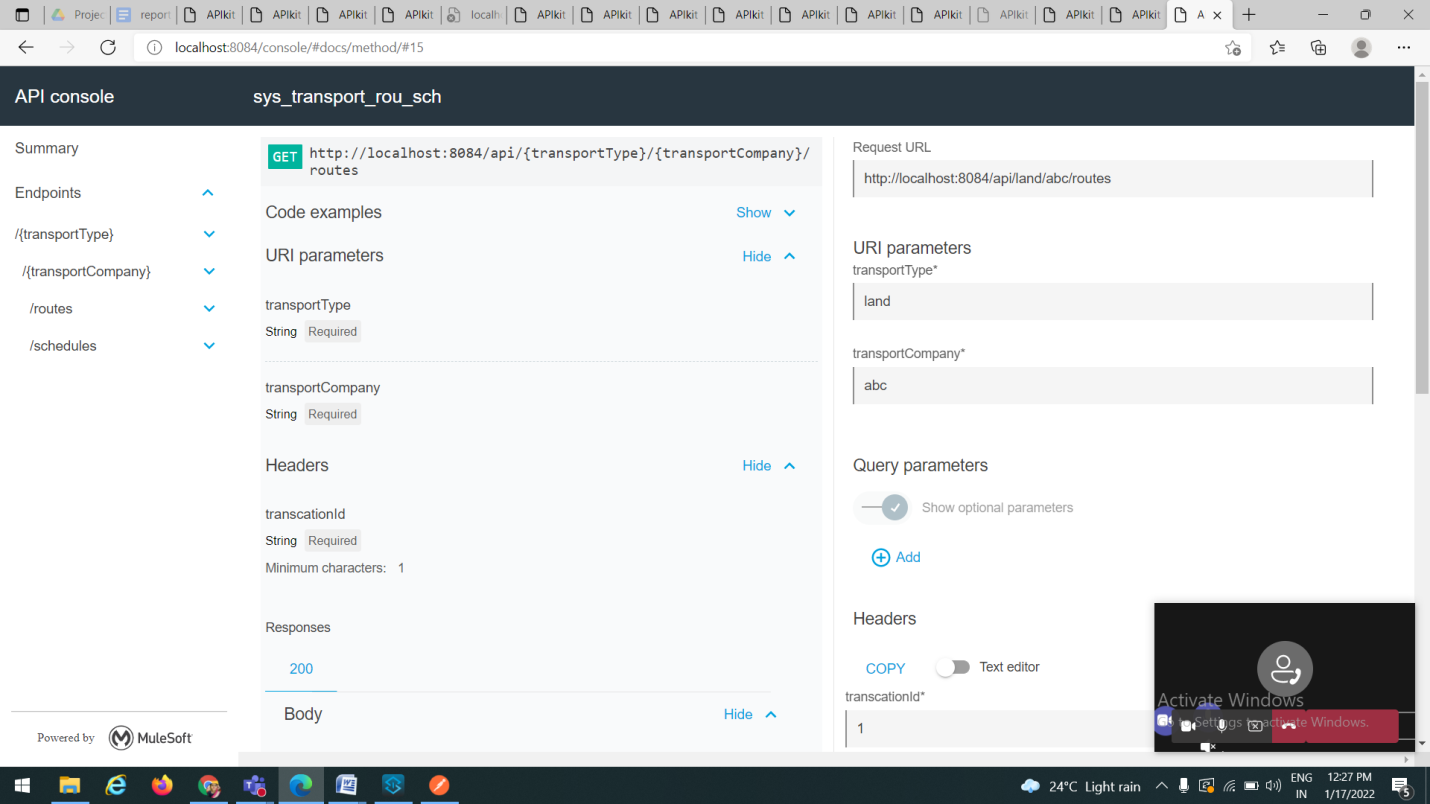 Projec
report
APIkit
APIkit
APIkit
APIkit
localh
APIkit
APIkit
APIkit
APIkit
APIkit
APIkit
APIkit
APIkit
APIkit
APIkit
A
localhost:8084/console/#docs/method/#15
API console
sys_transport_rou_sch
Summary
Endpoints
/{transportType}
/{transportCompany}
/routes
/schedules
Powered by MuleSoft
GET http://localhost:8084/api/{transportType}/{transportCompany}/
routes
Code examples Show
URI parameters Hide
transportType
String Required
transportCompany
String Required
Headers Hide
transcationId
String Required
Minimum characters: 1
Responses
200
Body Hide
Request URL
http://localhost:8084/api/land/abc/routes
URI parameters
transportType*
land
transportCompany*
abc
Query parameters
Show optional parameters
Add
Headers
COPY Text editor
transcationId*
1
Activate Windows
Settings to activate Windows.
24°C Light rain
ENG
IN
12:27 PM
1/17/2022
5